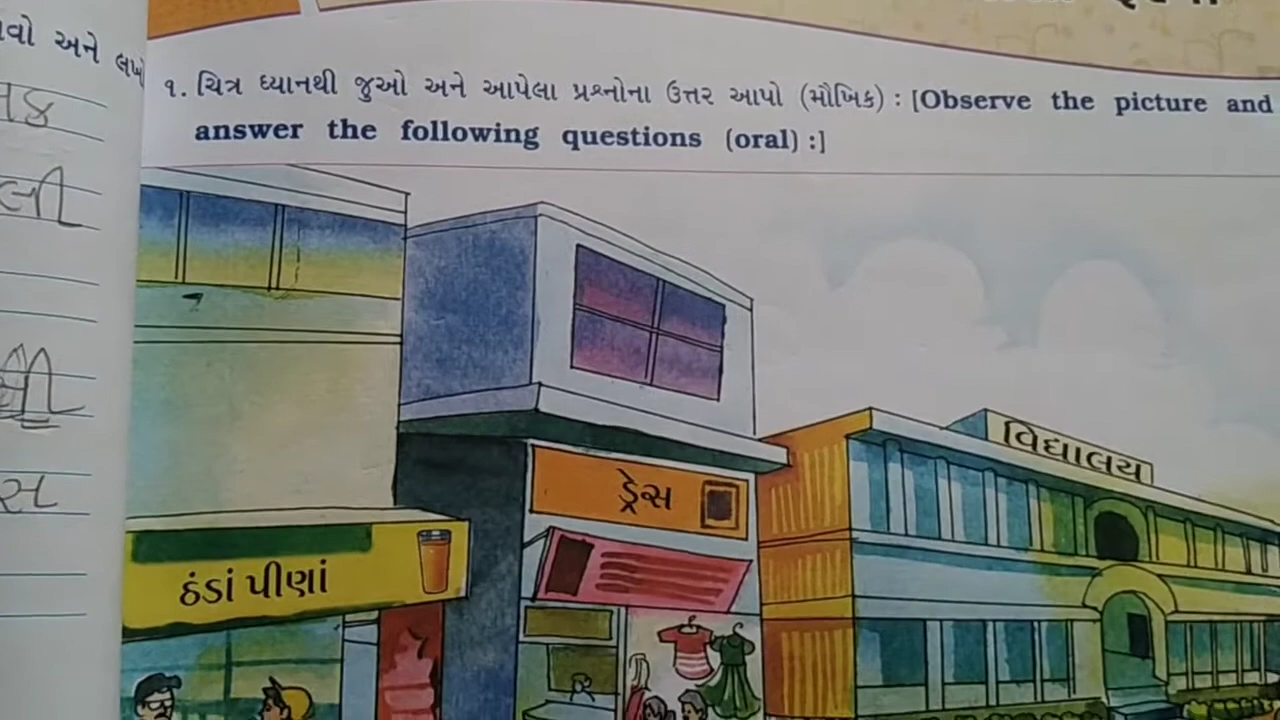 અને લખો
૧. ચિત્ર ધ્યાનથી જુઓ અને આપેલા પ્રશ્નોના ઉત્તર આપો (મૌખિક) : [Observe the picture and
answer the following questions (oral) :]
વિદ્યાલય
ડ્રેસ
ઠંડાં પીણાં